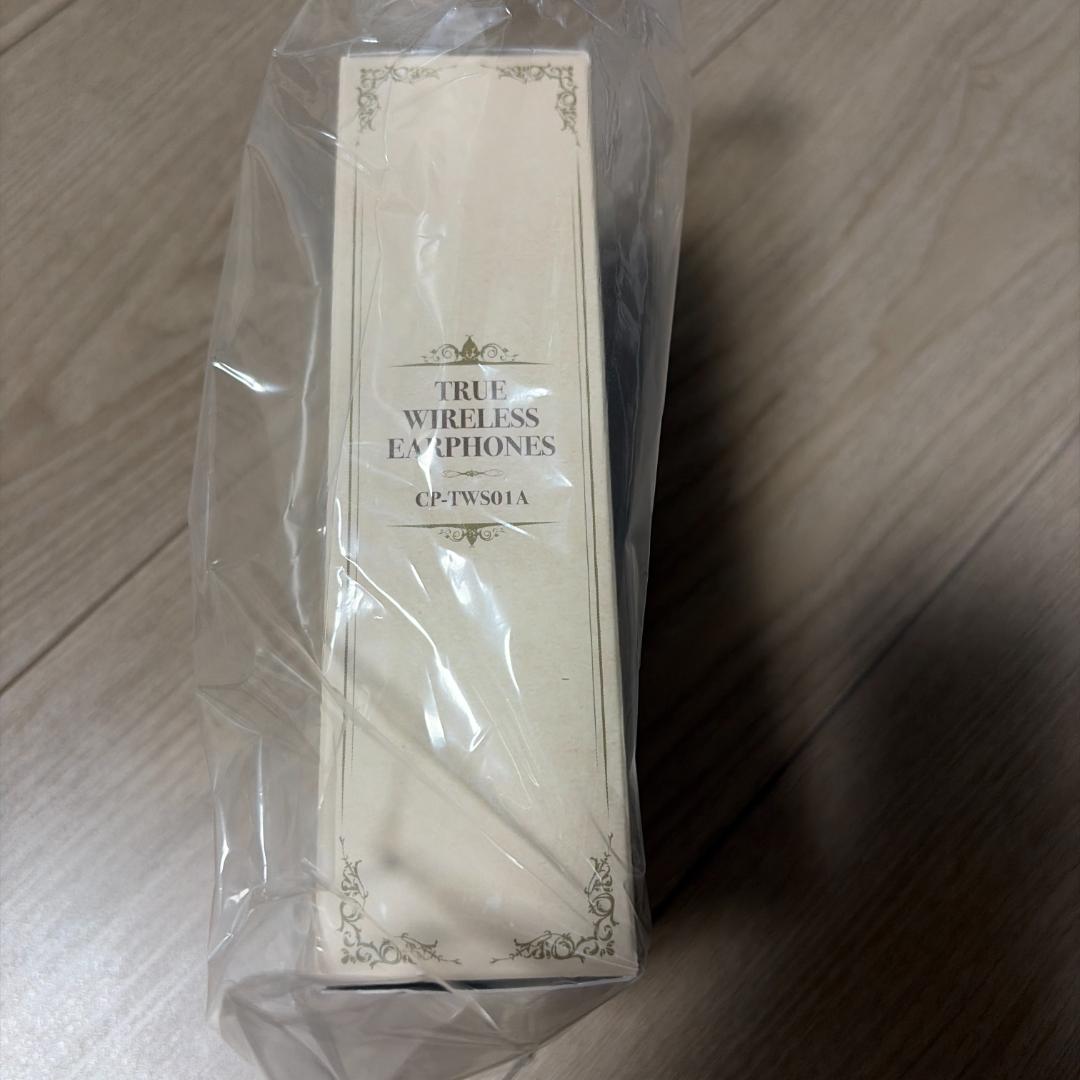 TRUE
WIRELESS
EARPHONES
CP-TWS01A